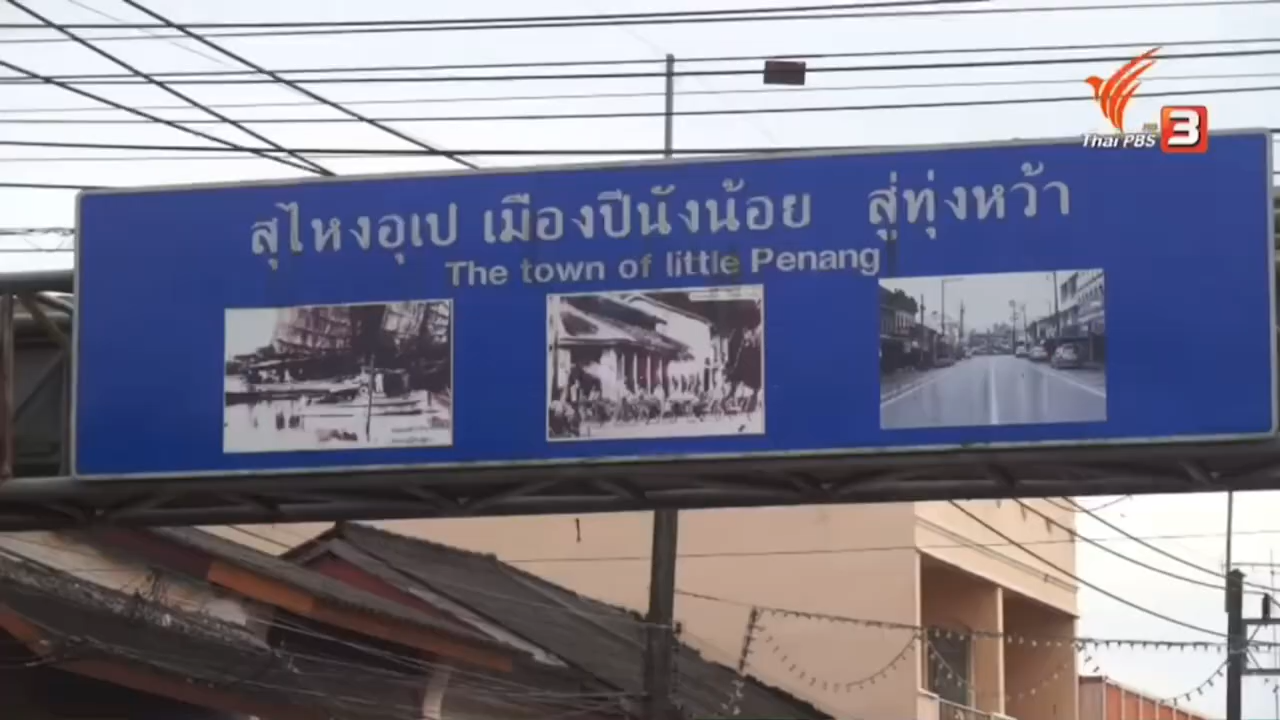 Thai PBS 3
สุไหงอุเป เมืองปีนังน้อย สู่ทุ่งหว้า
The town of little Penang